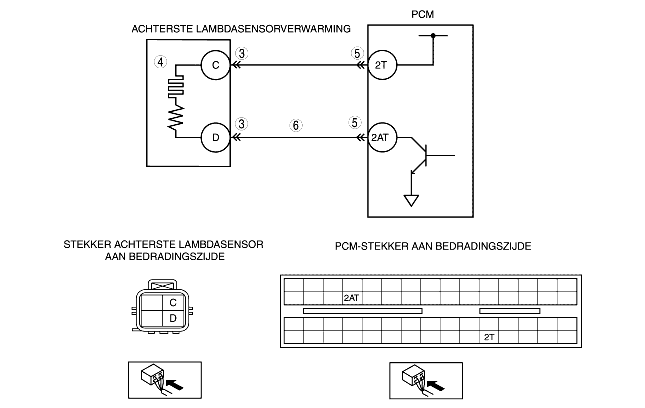 PCM
ACHTERSTE LAMBDASENSORVERWARMING
4 C 3 5 2T
D 3 6 5 2AT
STEKKER ACHTERSTE LAMBDASENSOR
AAN BEDRADINGSZIJDE
PCM-STEKKER AAN BEDRADINGSZIJDE
C
D
2AT
2T